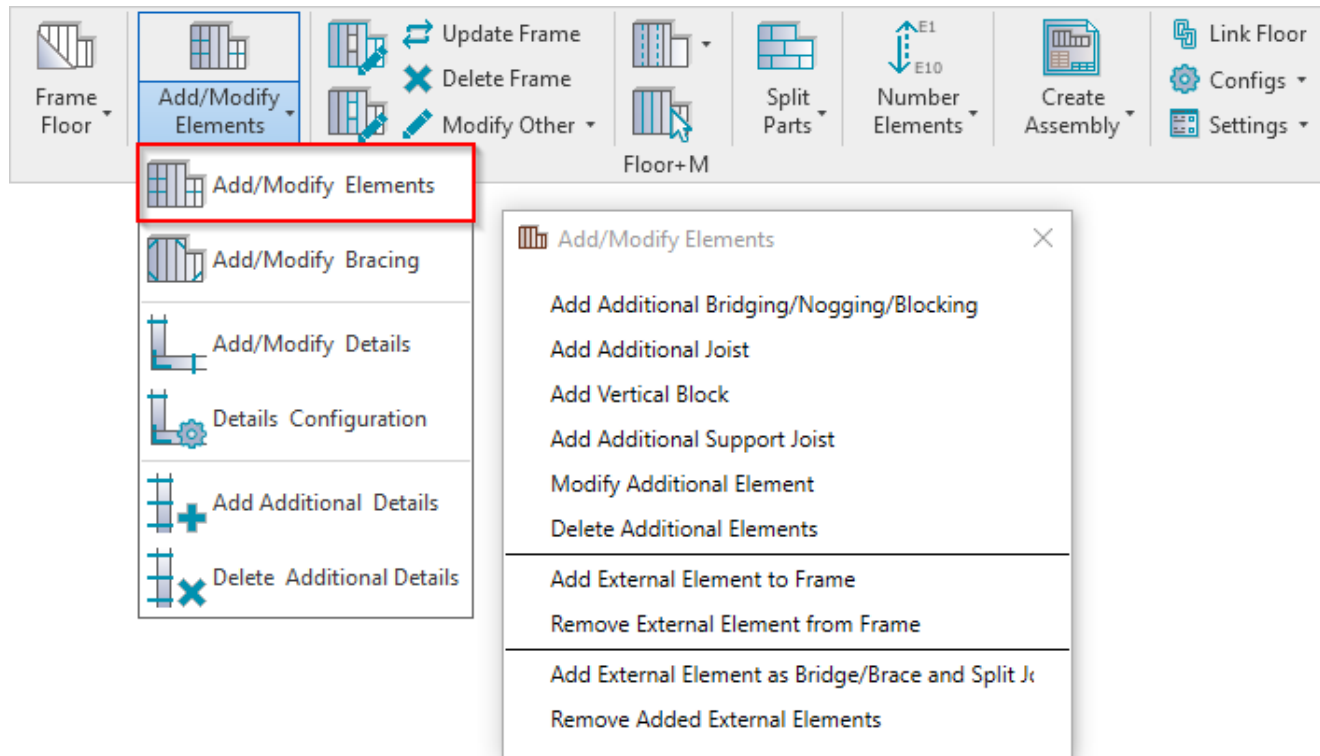 Frame
Floor
Add/Modify
Elements
Update Frame
Delete Frame
Modify Other
Split
Parts
E1
E10
Number
Elements
Create
Assembly
Link Floor
Configs
Settings
Floor+M
Add/Modify Elements
Add/Modify Bracing
Add/Modify Details
Details Configuration
Add Additional Details
Delete Additional Details
Add/Modify Elements
Add Additional Bridging/Nogging/Blocking
Add Additional Joist
Add Vertical Block
Add Additional Support Joist
Modify Additional Element
Delete Additional Elements
Add External Element to Frame
Remove External Element from Frame
Add External Element as Bridge/Brace and Split Jo
Remove Added External Elements